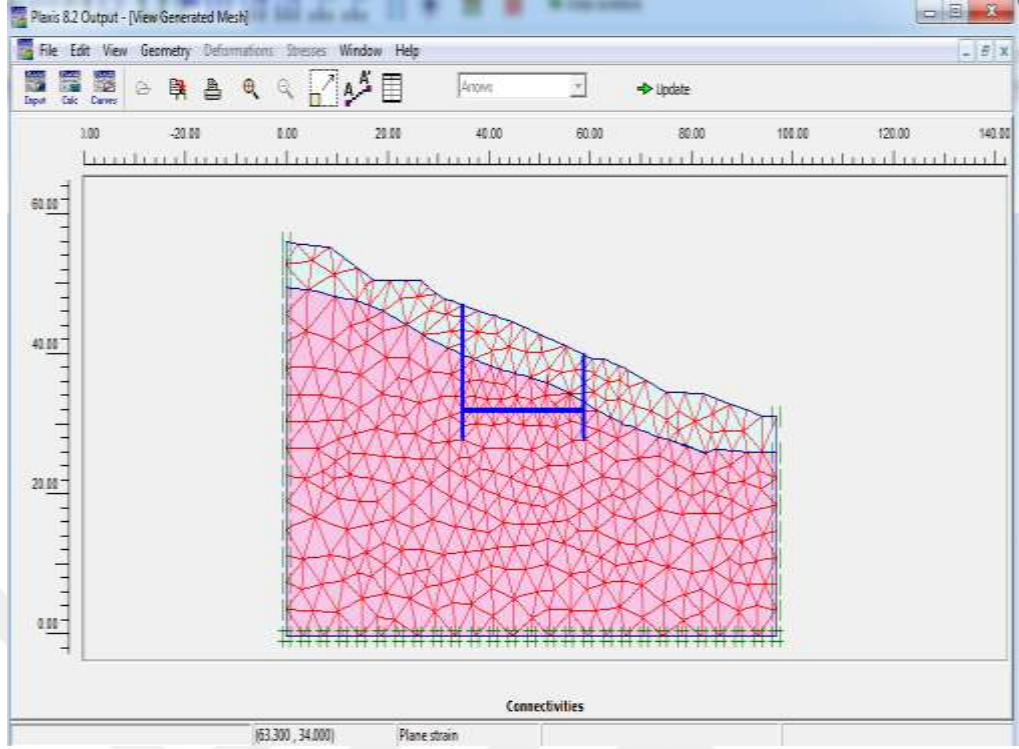 Plaxis 8.2 Output - [View Generated Mesh]
File Edit View Geometry Deformations Stresses Window Help
Input Calc Curves A A' Arrows Update
0.00 -20.00 0.00 20.00 40.00 60.00 80.00 100.00 120.00 140.00
60.00
40.00
20.00
0.00
Connectivities
(63.300 , 34.000) Plane strain